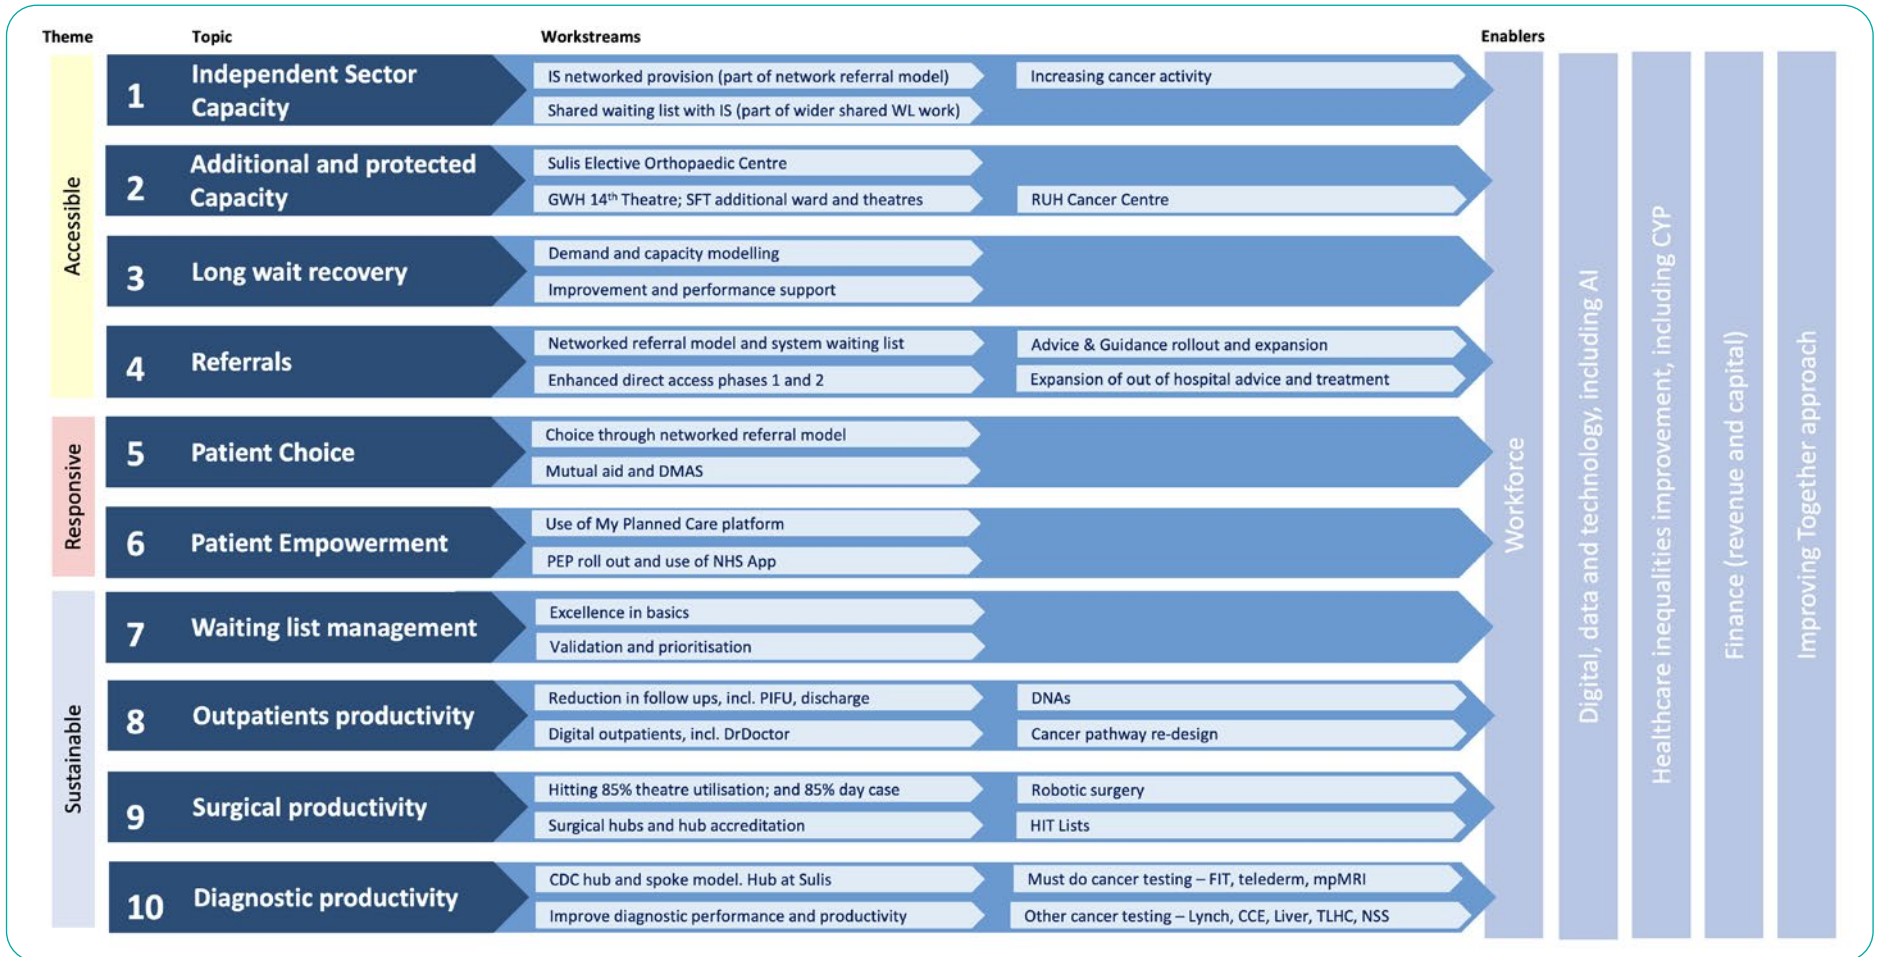 Theme
Topic
Workstreams
Enablers
Accessible
1
Independent Sector
Capacity
IS networked provision (part of network referral model)
Increasing cancer activity
Shared waiting list with IS (part of wider shared WL work)
2
Additional and protected
Capacity
Sulis Elective Orthopaedic Centre
GWH 14th Theatre; SFT additional ward and theatres
RUH Cancer Centre
3
Long wait recovery
Demand and capacity modelling
Improvement and performance support
4
Referrals
Networked referral model and system waiting list
Advice & Guidance rollout and expansion
Enhanced direct access phases 1 and 2
Expansion of out of hospital advice and treatment
Responsive
5
Patient Choice
Choice through networked referral model
Mutual aid and DMAS
6
Patient Empowerment
Use of My Planned Care platform
PEP roll out and use of NHS App
Sustainable
7
Waiting list management
Excellence in basics
Validation and prioritisation
8
Outpatients productivity
Reduction in follow ups, incl. PIFU, discharge
DNAs
Digital outpatients, incl. DrDoctor
Cancer pathway re-design
9
Surgical productivity
Hitting 85% theatre utilisation; and 85% day case
Robotic surgery
Surgical hubs and hub accreditation
HIT Lists
10
Diagnostic productivity
CDC hub and spoke model. Hub at Sulis
Must do cancer testing – FIT, telederm, mpMRI
Improve diagnostic performance and productivity
Other cancer testing – Lynch, CCE, Liver, TLHC, NSS
Workforce
Digital, data and technology, including AI
Healthcare inequalities improvement, including CYP
Finance (revenue and capital)
Improving Together approach